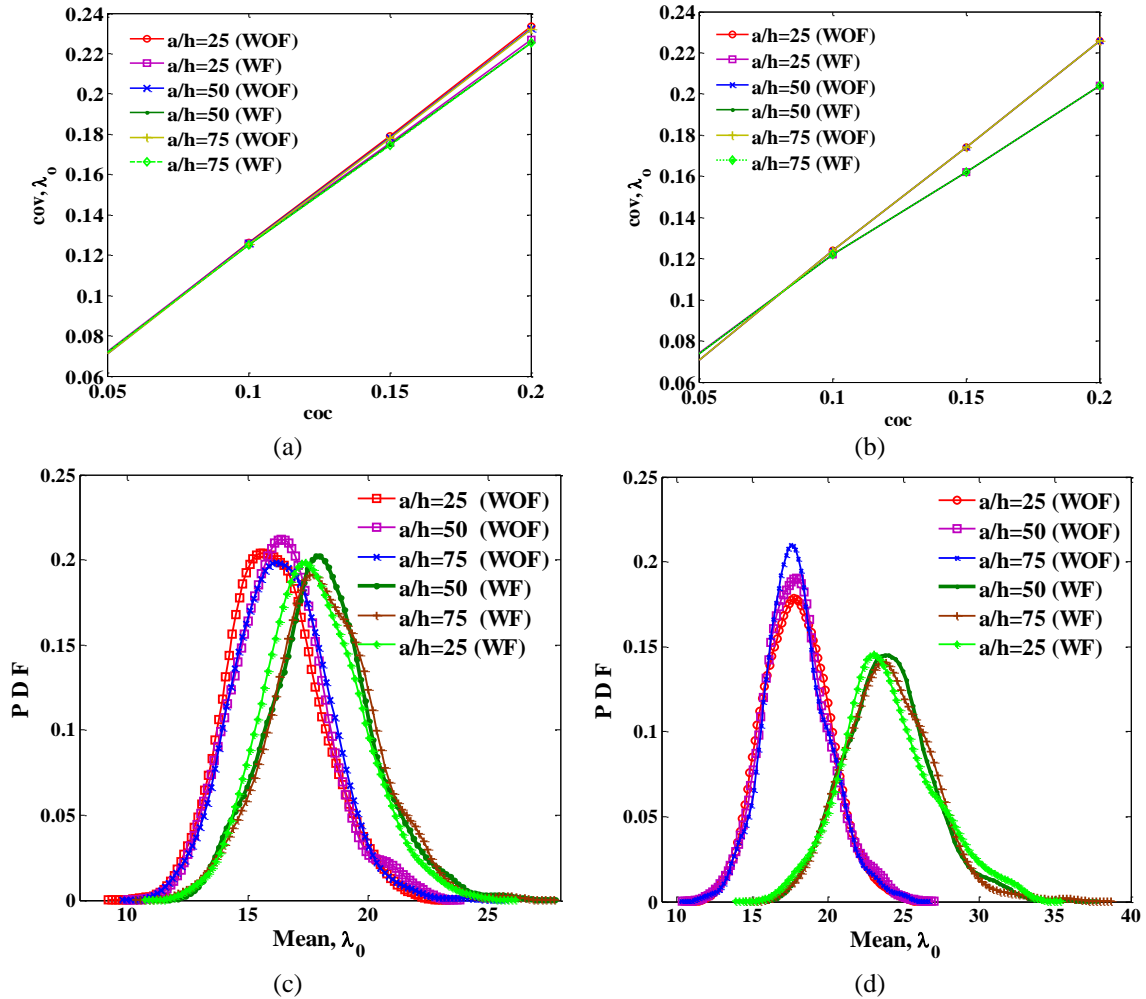 0.24
0.22
0.2
0.18
0.16
0.14
0.12
0.1
0.08
0.06
cov, λ₀
a/h=25 (WOF)
a/h=25 (WF)
a/h=50 (WOF)
a/h=50 (WF)
a/h=75 (WOF)
a/h=75 (WF)
0.05 0.1 0.15 0.2
coc
(a)
0.24
0.22
0.2
0.18
0.16
0.14
0.12
0.1
0.08
0.06
cov, λ₀
a/h=25 (WOF)
a/h=25 (WF)
a/h=50 (WOF)
a/h=50 (WF)
a/h=75 (WOF)
a/h=75 (WF)
0.05 0.1 0.15 0.2
coc
(b)
0.25
0.2
0.15
0.1
0.05
0
P D F
a/h=25 (WOF)
a/h=50 (WOF)
a/h=75 (WOF)
a/h=50 (WF)
a/h=75 (WF)
a/h=25 (WF)
10 16 20 25
Mean, λ₀
(c)
0.25
0.2
0.15
0.1
0.05
0
P D F
a/h=25 (WOF)
a/h=50 (WOF)
a/h=75 (WOF)
a/h=50 (WF)
a/h=75 (WF)
a/h=25 (WF)
10 15 20 25 30 35 40
Mean, λ₀
(d)